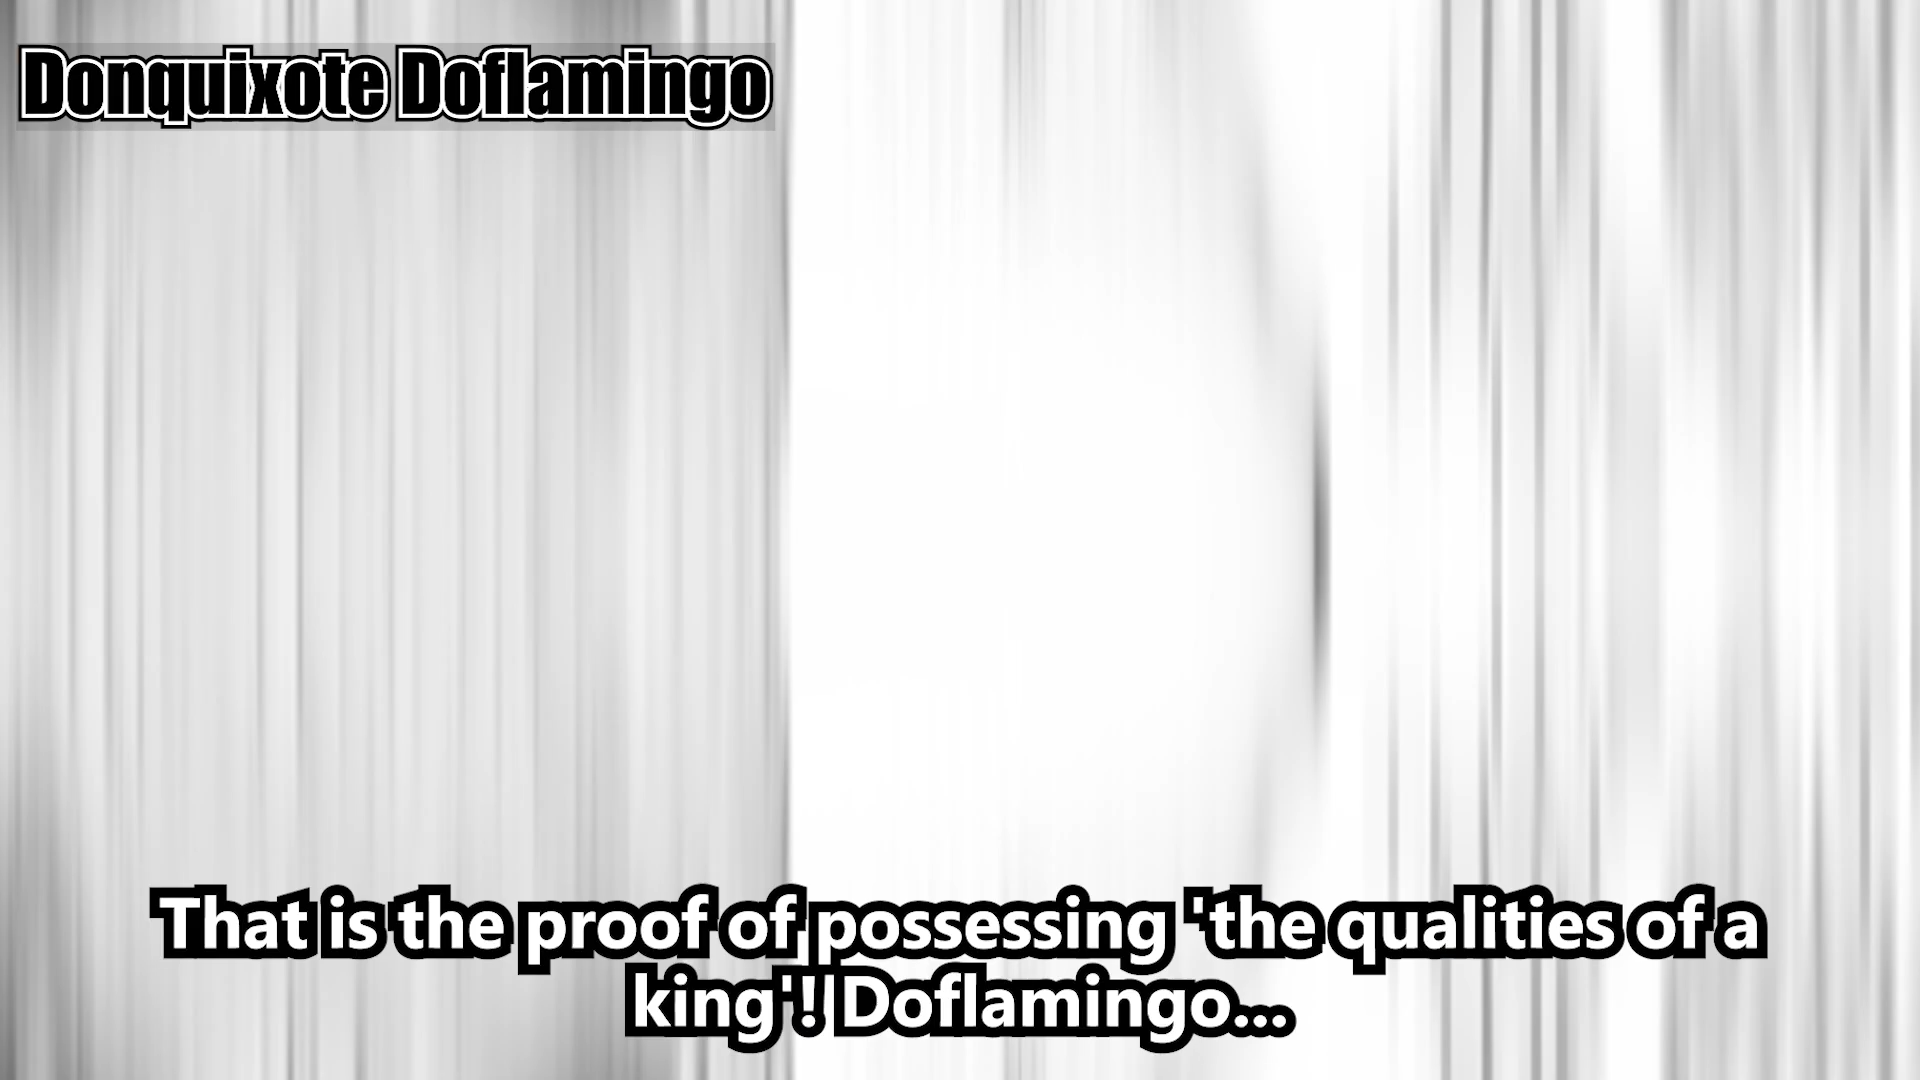 Donquixote Doflamingo
That is the proof of possessing 'the qualities of a
king'! Doflamingo...